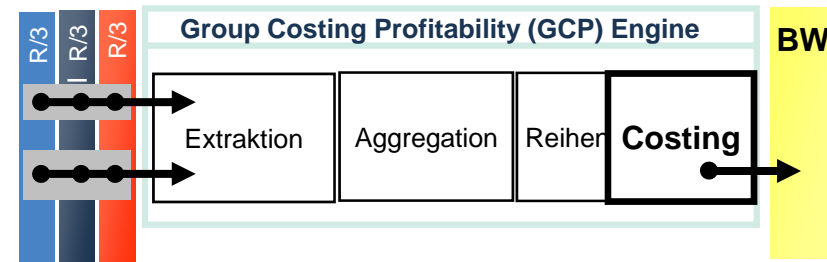 R/3
R/3
R/3
Group Costing Profitability (GCP) Engine
BW
Extraktion
Aggregation
Reihen
Costing